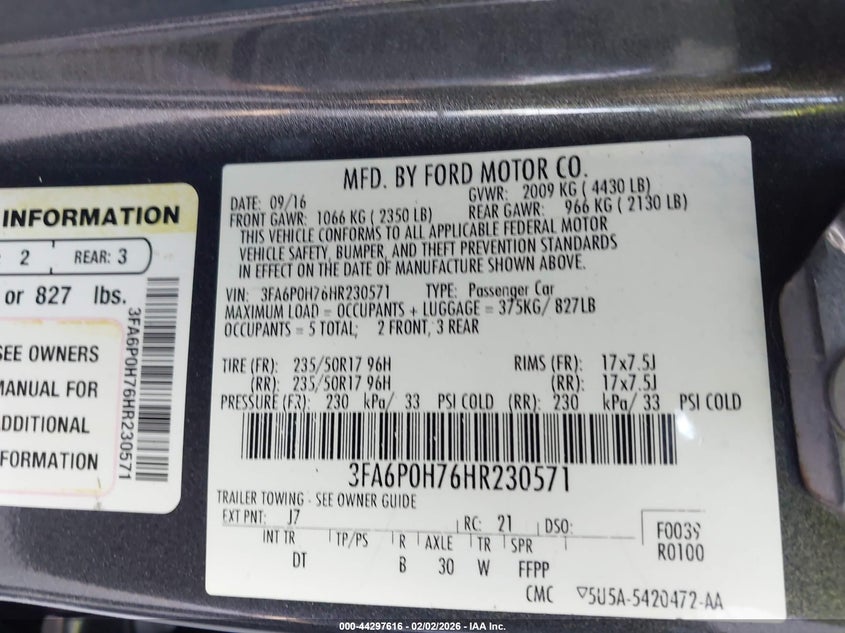 INFORMATION
2 REAR: 3
or 827 lbs.
SEE OWNERS
MANUAL FOR
ADDITIONAL
FORMATION
3FA6P0H76HR230571
MFD. BY FORD MOTOR CO.
DATE: 09/16 GVWR: 2009 KG ( 4430 LB)
FRONT GAWR: 1066 KG ( 2350 LB) REAR GAWR: 966 KG ( 2130 LB)
THIS VEHICLE CONFORMS TO ALL APPLICABLE FEDERAL MOTOR
VEHICLE SAFETY, BUMPER, AND THEFT PREVENTION STANDARDS
IN EFFECT ON THE DATE OF MANUFACTURE SHOWN ABOVE.
VIN: 3FA6P0H76HR230571 TYPE: Passenger Car
MAXIMUM LOAD = OCCUPANTS + LUGGAGE = 375KG/ 827LB
OCCUPANTS = 5 TOTAL; 2 FRONT, 3 REAR
TIRE (FR): 235/50R17 96H RIMS (FR): 17x7.5J
(RR): 235/50R17 96H (RR): 17x7.5J
PRESSURE (FR): 230 kPa/ 33 PSI COLD (RR): 230 kPa/ 33 PSI COLD
3FA6P0H76HR230571
TRAILER TOWING - SEE OWNER GUIDE
EXT PNT: J7 RC: 21 DSO:
F0039
R0100
INT TR TP/PS R AXLE TR SPR
DT B 30 W FFPP
CMC ▽5U5A-5420472-AA
000-44297616 - 02/02/2026 - IAA Inc.